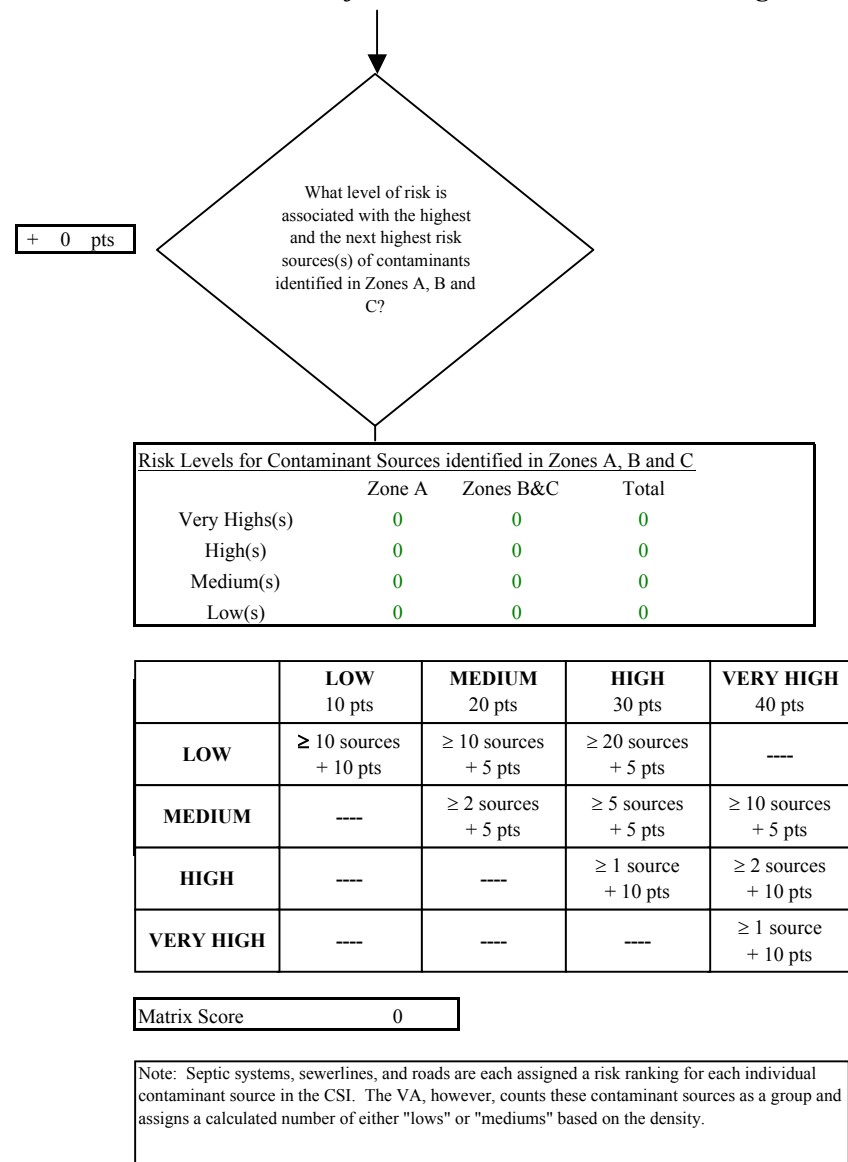 What level of risk is
associated with the highest
and the next highest risk
sources(s) of contaminants
identified in Zones A, B and
C?
+ 0 pts
Risk Levels for Contaminant Sources identified in Zones A, B and C
Zone A Zones B&C Total
Very Highs(s) 0 0 0
High(s) 0 0 0
Medium(s) 0 0 0
Low(s) 0 0 0
LOW MEDIUM HIGH VERY HIGH
10 pts 20 pts 30 pts 40 pts
LOW ≥ 10 sources ≥ 10 sources ≥ 20 sources ----
+ 10 pts + 5 pts + 5 pts
MEDIUM ---- ≥ 2 sources ≥ 5 sources ≥ 10 sources
+ 5 pts + 5 pts + 5 pts
HIGH ---- ---- ≥ 1 source ≥ 2 sources
+ 10 pts + 10 pts
VERY HIGH ---- ---- ---- ≥ 1 source
+ 10 pts
Matrix Score 0
Note: Septic systems, sewerlines, and roads are each assigned a risk ranking for each individual
contaminant source in the CSI. The VA, however, counts these contaminant sources as a group and
assigns a calculated number of either "lows" or "mediums" based on the density.